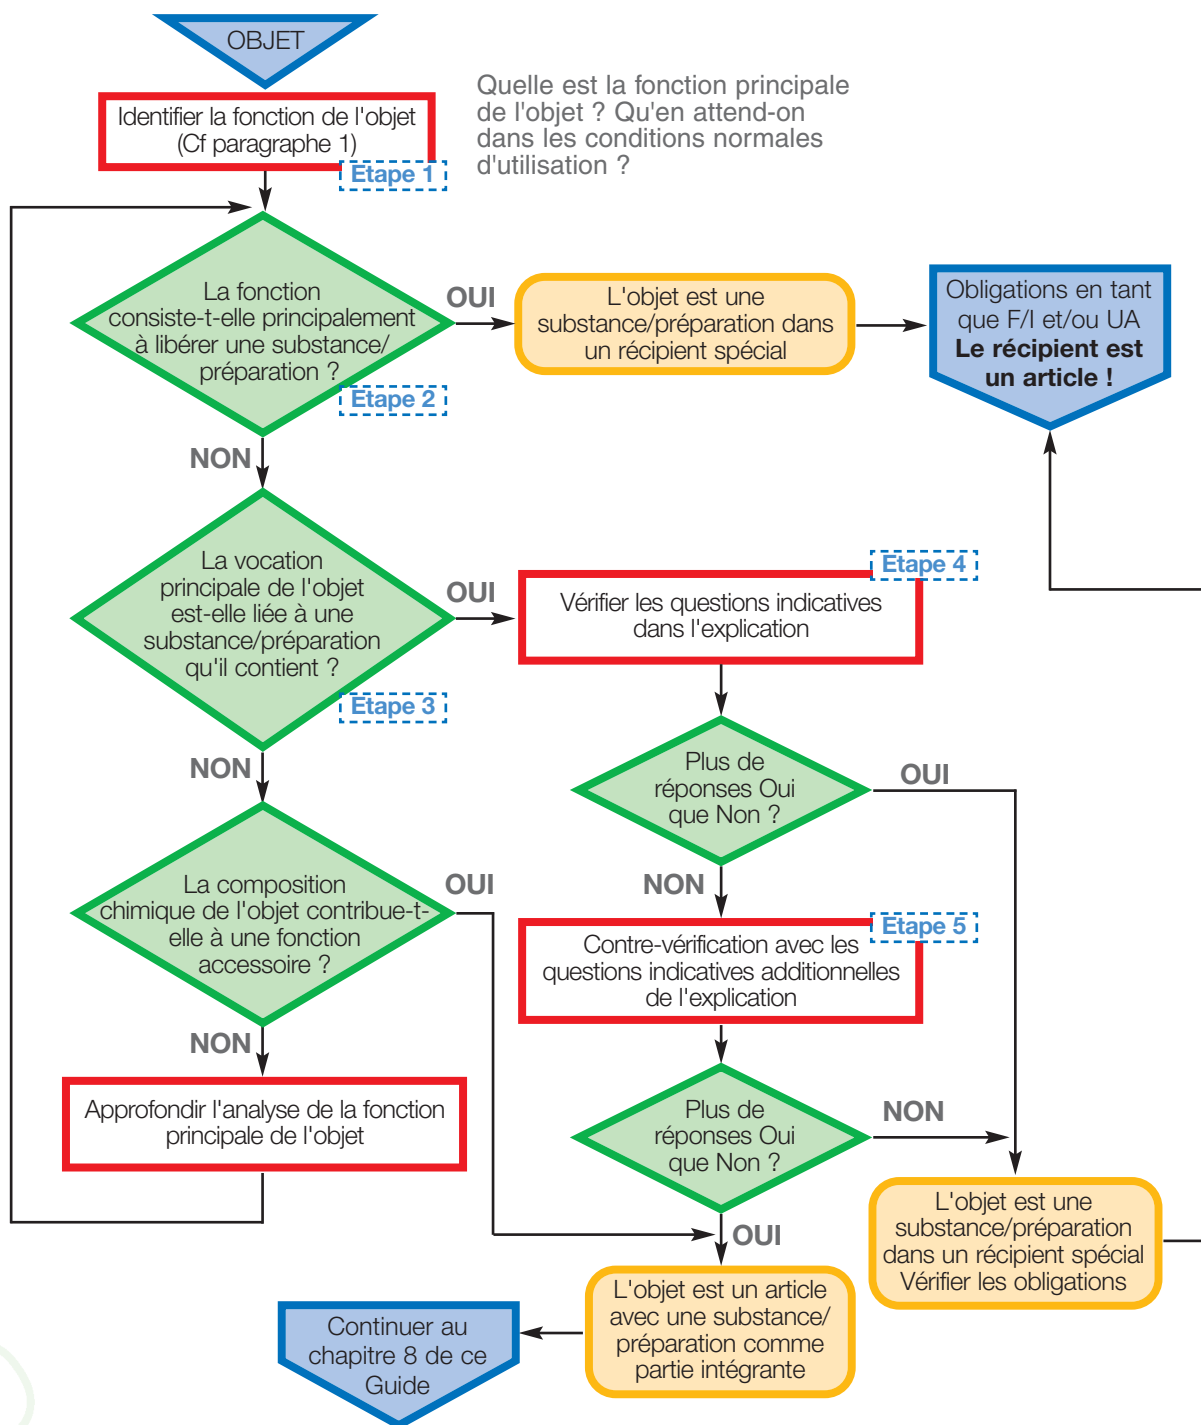 OBJET
Identifier la fonction de l'objet
(Cf paragraphe 1)
Etape 1
Quelle est la fonction principale
de l'objet ? Qu'en attend-on
dans les conditions normales
d'utilisation ?
La fonction
consiste-t-elle principalement
à libérer une substance/
préparation ?
Etape 2
OUI
L'objet est une
substance/préparation dans
un récipient spécial
Obligations en tant
que F/I et/ou UA
Le récipient est
un article !
NON
La vocation
principale de l'objet
est-elle liée à une
substance/préparation
qu'il contient ?
Etape 3
OUI
Etape 4
Vérifier les questions indicatives
dans l'explication
NON
Plus de
réponses Oui
que Non ?
OUI
La composition
chimique de l'objet contribue-t-
elle à une fonction
accessoire ?
OUI
NON
Etape 5
Contre-vérification avec les
questions indicatives additionnelles
de l'explication
NON
Approfondir l'analyse de la fonction
principale de l'objet
Plus de
réponses Oui
que Non ?
NON
OUI
L'objet est une
substance/préparation
dans un récipient spécial
Vérifier les obligations
L'objet est un article
avec une substance/
préparation comme
partie intégrante
Continuer au
chapitre 8 de ce
Guide